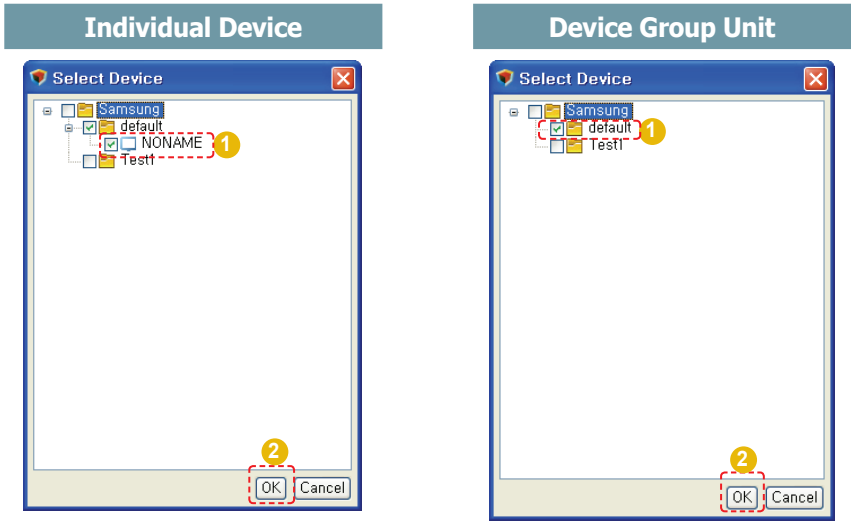 Individual Device
Select Device
Samsung
default
NONAME
1
Test1
2
OK
Cancel
Device Group Unit
Select Device
Samsung
default
1
Test1
2
OK
Cancel